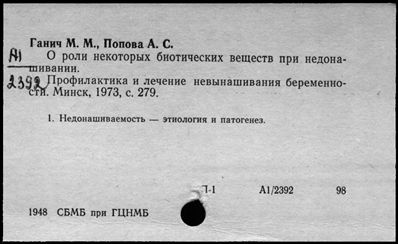 Ганич М. М., Попова А. С.
О роли некоторых биотических веществ при недона-
шивании.
Профилактика и лечение невынашивания беременно-
сти. Минск, 1973, с. 279.
А1
2392
1. Недонашиваемость — этиология и патогенез.
П-1 А1/2392 98
1948 СБМБ при ГЦНМБ